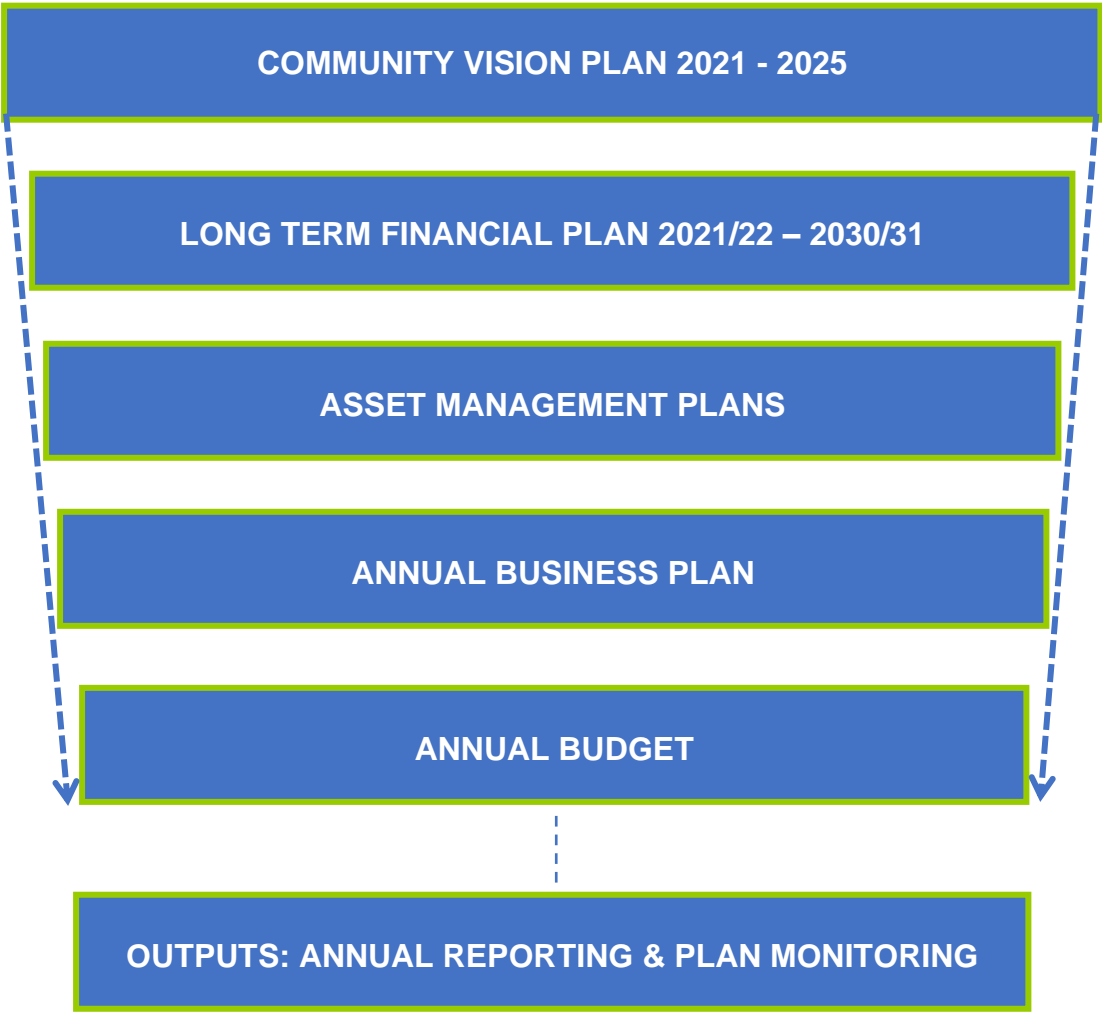 COMMUNITY VISION PLAN 2021 - 2025
LONG TERM FINANCIAL PLAN 2021/22 – 2030/31
ASSET MANAGEMENT PLANS
ANNUAL BUSINESS PLAN
ANNUAL BUDGET
OUTPUTS: ANNUAL REPORTING & PLAN MONITORING